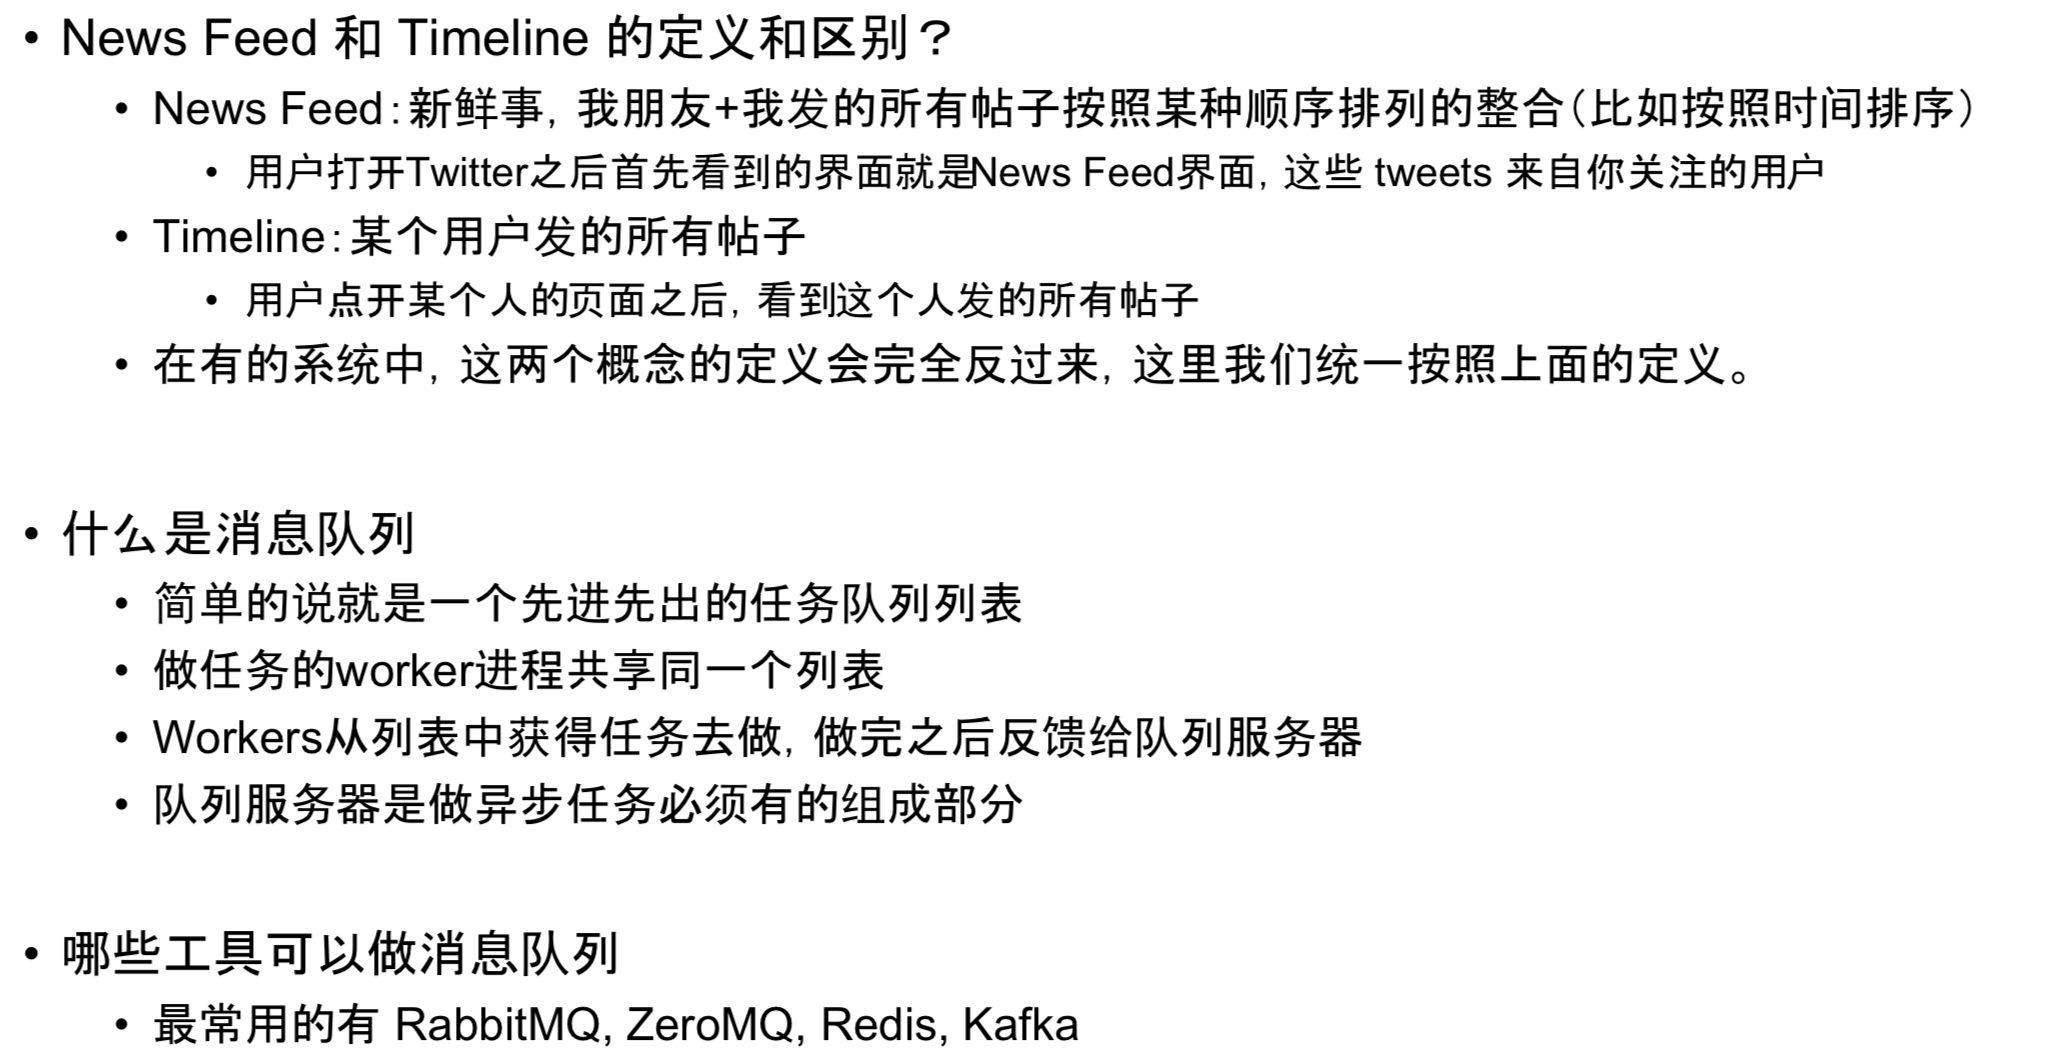 • News Feed 和 Timeline 的定义和区别？
• News Feed：新鲜事，我朋友+我发的所有帖子按照某种顺序排列的整合（比如按照时间排序）
• 用户打开Twitter之后首先看到的界面就是News Feed界面，这些 tweets 来自你关注的用户
• Timeline：某个用户发的所有帖子
• 用户点开某个人的页面之后，看到这个人发的所有帖子
• 在有的系统中，这两个概念的定义会完全反过来，这里我们统一按照上面的定义。
• 什么是消息队列
• 简单的说就是一个先进先出的任务队列列表
• 做任务的worker进程共享同一个列表
• Workers从列表中获得任务去做，做完之后反馈给队列服务器
• 队列服务器是做异步任务必须有的组成部分
• 哪些工具可以做消息队列
• 最常用的有 RabbitMQ, ZeroMQ, Redis, Kafka